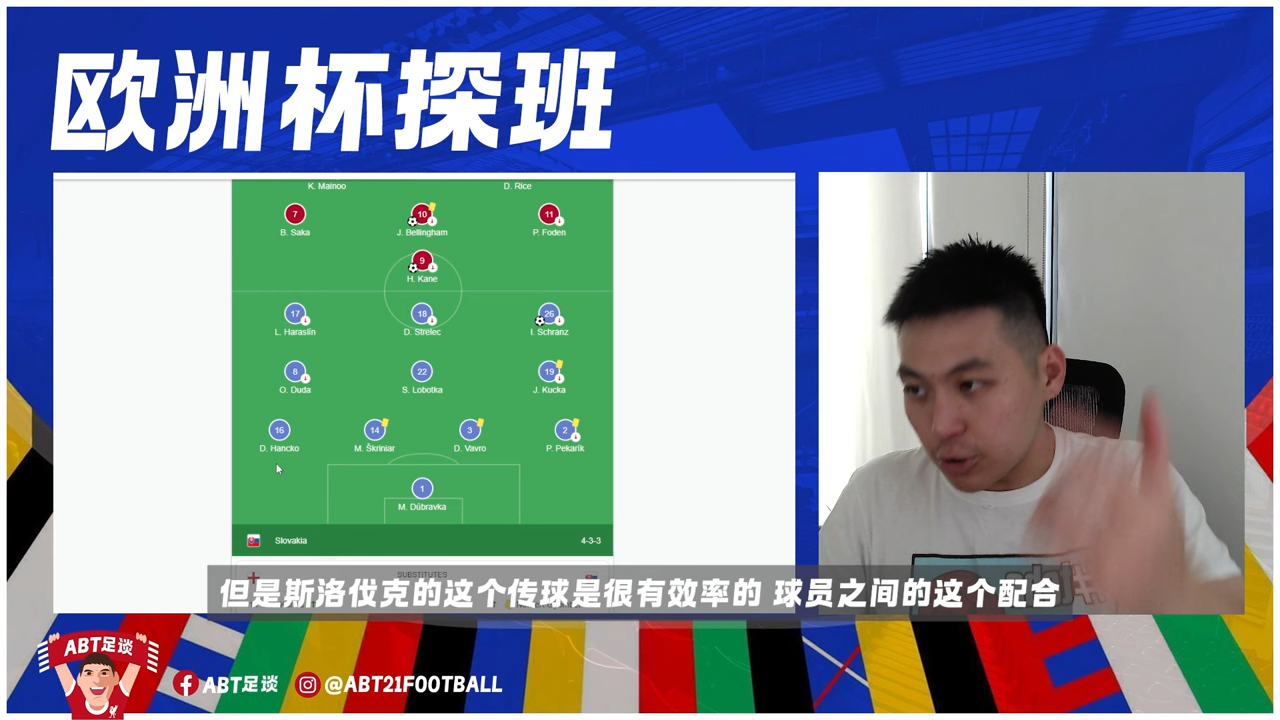 欧洲杯探班
K. Mainoo D. Rice
7 10 11
B. Saka J. Bellingham P. Foden
9
H. Kane
17 18 26
L. Haraslín D. Strelec I. Schranz
8 22 19
O. Duda S. Lobotka J. Kucka
16 14 3 2
D. Hancko M. Škriniar D. Vavro P. Pekarík
1
M. Dúbravka
Slovakia 4-3-3
SUBSTITUTES
但是斯洛伐克的这个传球是很有效率的 球员之间的这个配合
ABT足谈
ABT足谈 @ABT21FOOTBALL